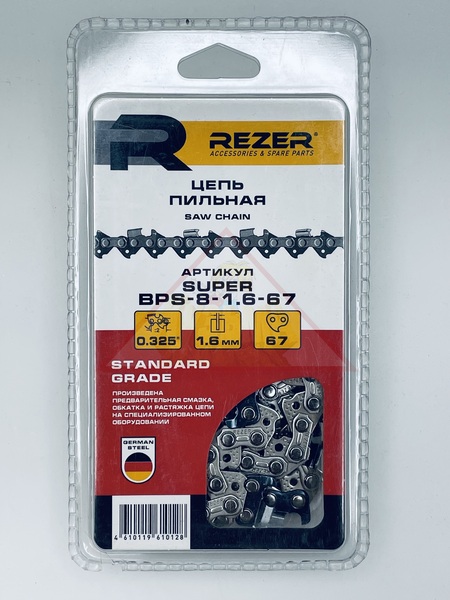 REZER®
ACCESSORIES & SPARE PARTS
ЦЕПЬ
ПИЛЬНАЯ
SAW CHAIN
АРТИКУЛ
SUPER
BPS-8-1.6-67
0.325"
1.6 мм
67
STANDARD
GRADE
ПРОИЗВЕДЕНА
ПРЕДВАРИТЕЛЬНАЯ СМАЗКА,
ОБКАТКА И РАСТЯЖКА ЦЕПИ
НА СПЕЦИАЛИЗИРОВАННОМ
ОБОРУДОВАНИИ
GERMAN
STEEL
4 610119 610128